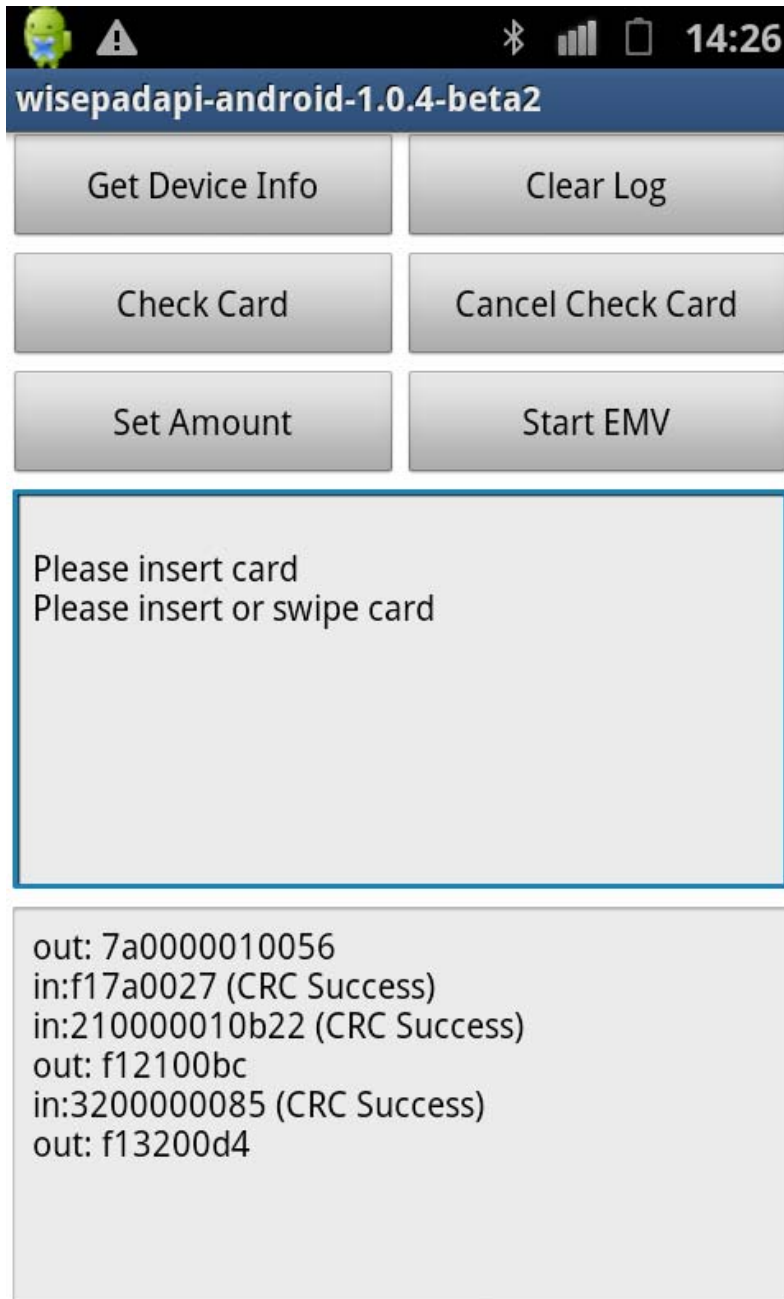 14:26
wisepadapi-android-1.0.4-beta2
Get Device Info
Clear Log
Check Card
Cancel Check Card
Set Amount
Start EMV
Please insert card
Please insert or swipe card
out: 7a0000010056
in:f17a0027 (CRC Success)
in:210000010b22 (CRC Success)
out: f12100bc
in:3200000085 (CRC Success)
out: f13200d4